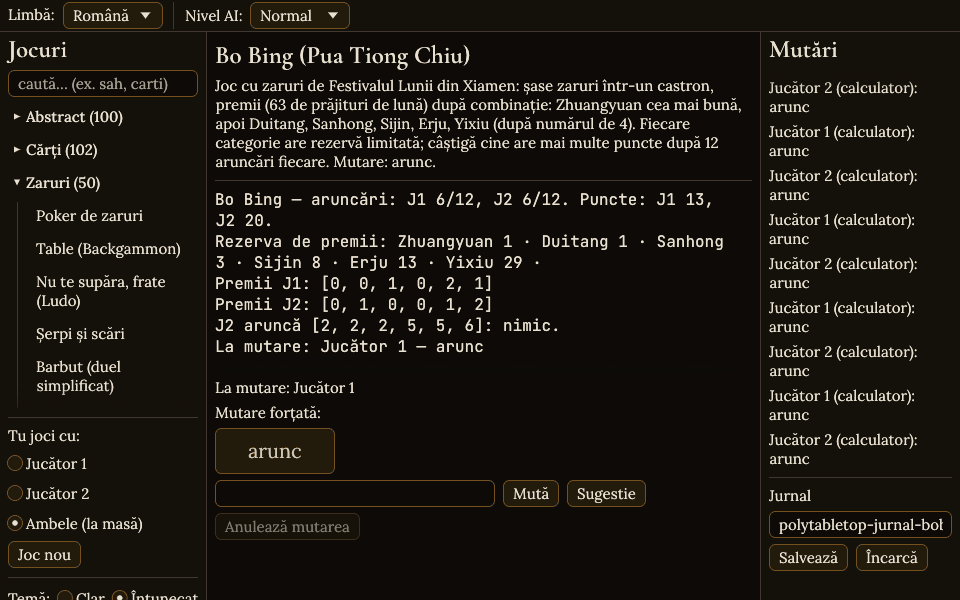 Limbă: Română Nivel AI: Normal
Jocuri
caută... (ex. sah, carti)
Abstract (100)
Cărți (102)
Zaruri (50)
Poker de zaruri
Table (Backgammon)
Nu te supăra, frate
(Ludo)
Șerpi și scări
Barbut (duel
simplificat)
Tu joci cu:
Jucător 1
Jucător 2
Ambele (la masă)
Joc nou
Temă: Clar Întunecat
Bo Bing (Pua Tiong Chiu)
Joc cu zaruri de Festivalul Lunii din Xiamen: șase zaruri într-un castron,
premii (63 de prăjituri de lună) după combinație: Zhuangyuan cea mai bună,
apoi Duitang, Sanhong, Sijin, Erju, Yixiu (după numărul de 4). Fiecare
categorie are rezervă limitată; câștigă cine are mai multe puncte după 12
aruncări fiecare. Mutare: arunc.
Bo Bing — aruncări: J1 6/12, J2 6/12. Puncte: J1 13,
J2 20.
Rezerva de premii: Zhuangyuan 1 · Duitang 1 · Sanhong
3 · Sijin 8 · Erju 13 · Yixiu 29 ·
Premii J1: [0, 0, 1, 0, 2, 1]
Premii J2: [0, 1, 0, 0, 1, 2]
J2 aruncă [2, 2, 2, 5, 5, 6]: nimic.
La mutare: Jucător 1 — arunc
La mutare: Jucător 1
Mutare forțată:
arunc
Mută Sugestie
Anulează mutarea
Mutări
Jucător 2 (calculator):
arunc
Jucător 1 (calculator):
arunc
Jucător 2 (calculator):
arunc
Jucător 1 (calculator):
arunc
Jucător 2 (calculator):
arunc
Jucător 1 (calculator):
arunc
Jucător 2 (calculator):
arunc
Jucător 1 (calculator):
arunc
Jucător 2 (calculator):
arunc
Jurnal
polytabletop-jurnal-bob
Salvează Încarcă